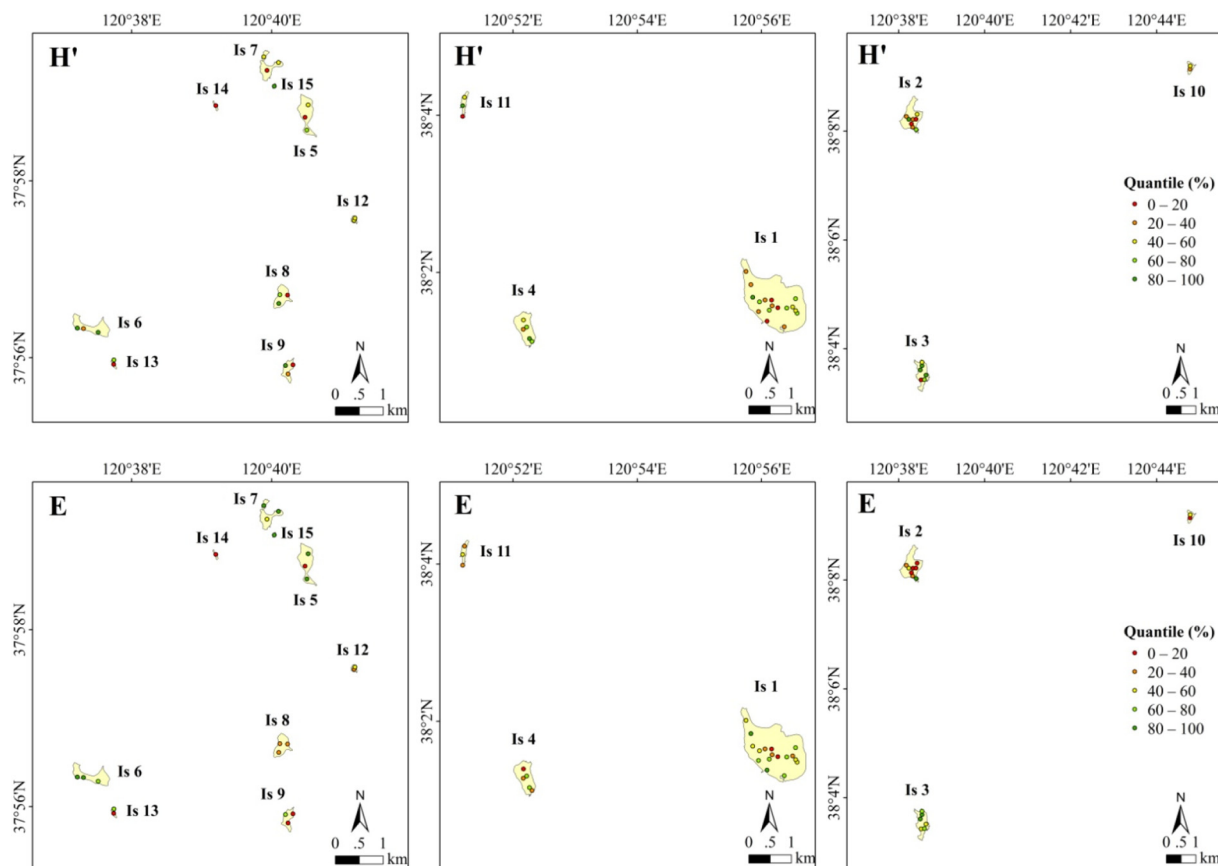 120°38'E 120°40'E
H'
Is 7
Is 14
Is 15
Is 5
37°58'N
Is 12
Is 8
Is 6
Is 13
Is 9
37°56'N
N
0 .5 1
km
120°52'E 120°54'E 120°56'E
H'
Is 11
38°4'N
Is 1
38°2'N
Is 4
N
0 .5 1
km
120°38'E 120°40'E 120°42'E 120°44'E
H'
Is 10
Is 2
38°8'N
Quantile (%)
0 – 20
20 – 40
40 – 60
60 – 80
80 – 100
38°6'N
Is 3
38°4'N
N
0 .5 1
km
120°38'E 120°40'E
E
Is 7
Is 14
Is 15
Is 5
37°58'N
Is 12
Is 8
Is 6
Is 13
Is 9
37°56'N
N
0 .5 1
km
120°52'E 120°54'E 120°56'E
E
Is 11
38°4'N
Is 1
38°2'N
Is 4
N
0 .5 1
km
120°38'E 120°40'E 120°42'E 120°44'E
E
Is 10
Is 2
38°8'N
Quantile (%)
0 – 20
20 – 40
40 – 60
60 – 80
80 – 100
38°6'N
Is 3
38°4'N
N
0 .5 1
km